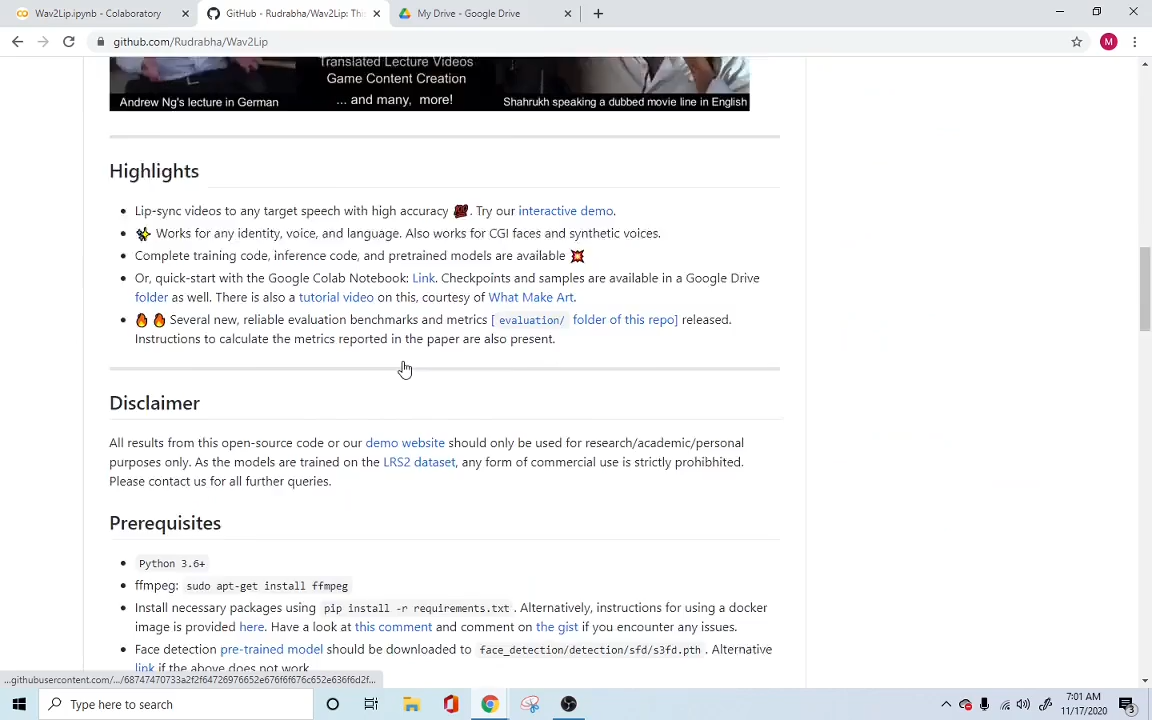 Wav2Lip.ipynb - Colaboratory
GitHub - Rudrabha/Wav2Lip: Thi
My Drive - Google Drive
github.com/Rudrabha/Wav2Lip
M
Translated Lecture Videos
Game Content Creation
... and many, more!
Andrew Ng's lecture in German
Shahrukh speaking a dubbed movie line in English
Highlights
Lip-sync videos to any target speech with high accuracy 💯. Try our interactive demo.
✨ Works for any identity, voice, and language. Also works for CGI faces and synthetic voices.
Complete training code, inference code, and pretrained models are available 💥
Or, quick-start with the Google Colab Notebook: Link. Checkpoints and samples are available in a Google Drive
folder as well. There is also a tutorial video on this, courtesy of What Make Art.
🔥 🔥 Several new, reliable evaluation benchmarks and metrics [ evaluation/ folder of this repo] released.
Instructions to calculate the metrics reported in the paper are also present.
Disclaimer
All results from this open-source code or our demo website should only be used for research/academic/personal
purposes only. As the models are trained on the LRS2 dataset, any form of commercial use is strictly prohibhited.
Please contact us for all further queries.
Prerequisites
Python 3.6+
ffmpeg: sudo apt-get install ffmpeg
Install necessary packages using pip install -r requirements.txt . Alternatively, instructions for using a docker
image is provided here. Have a look at this comment and comment on the gist if you encounter any issues.
Face detection pre-trained model should be downloaded to face_detection/detection/sfd/s3fd.pth . Alternative
link if the above does not work.
..githubusercontent.com/.../68747470733a2f2f64726976652e676f6f676c652e636f6d2f...
Type here to search
7:01 AM
11/17/2020
3